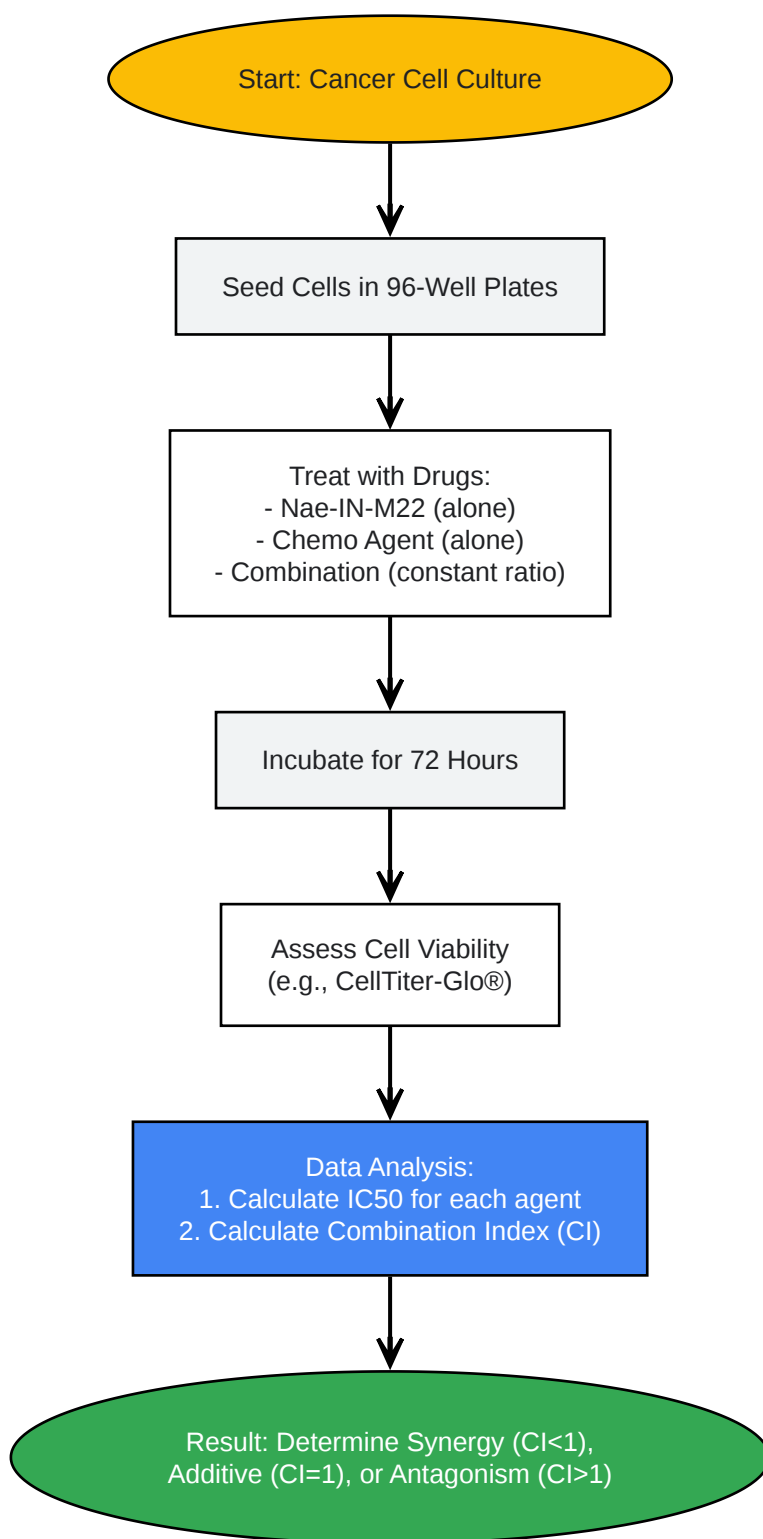 Start: Cancer Cell Culture
Seed Cells in 96-Well Plates
Treat with Drugs:
- Nae-IN-M22 (alone)
- Chemo Agent (alone)
- Combination (constant ratio)
Incubate for 72 Hours
Assess Cell Viability
(e.g., CellTiter-Glo®)
Data Analysis:
1. Calculate IC50 for each agent
2. Calculate Combination Index (CI)
Result: Determine Synergy (CI<1),
Additive (CI=1), or Antagonism (CI>1)